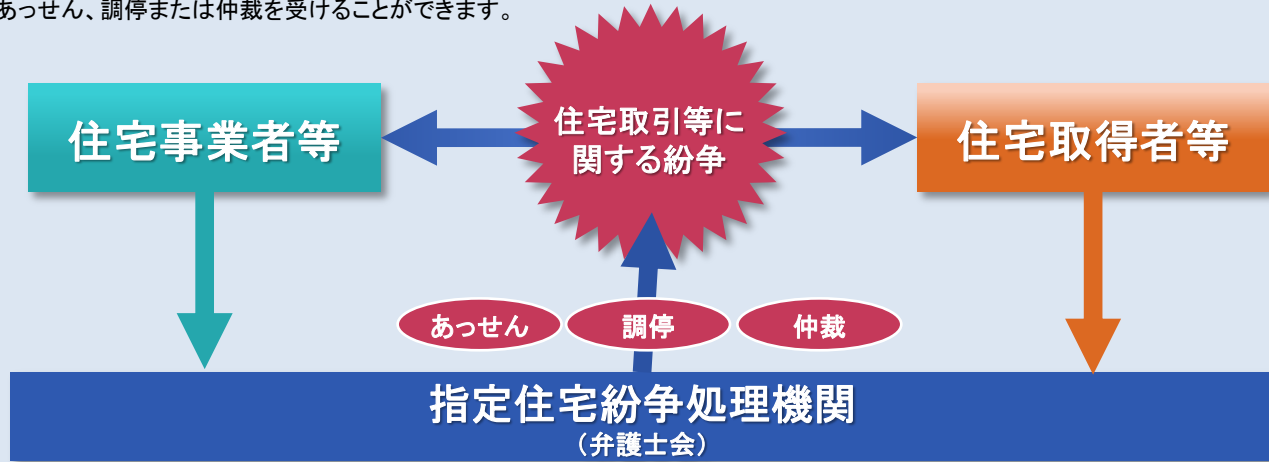 あっせん、調停または仲裁を受けることができます。
住宅事業者等
住宅取引等に
関する紛争
住宅取得者等
あっせん
調停
仲裁
指定住宅紛争処理機関
（弁護士会）